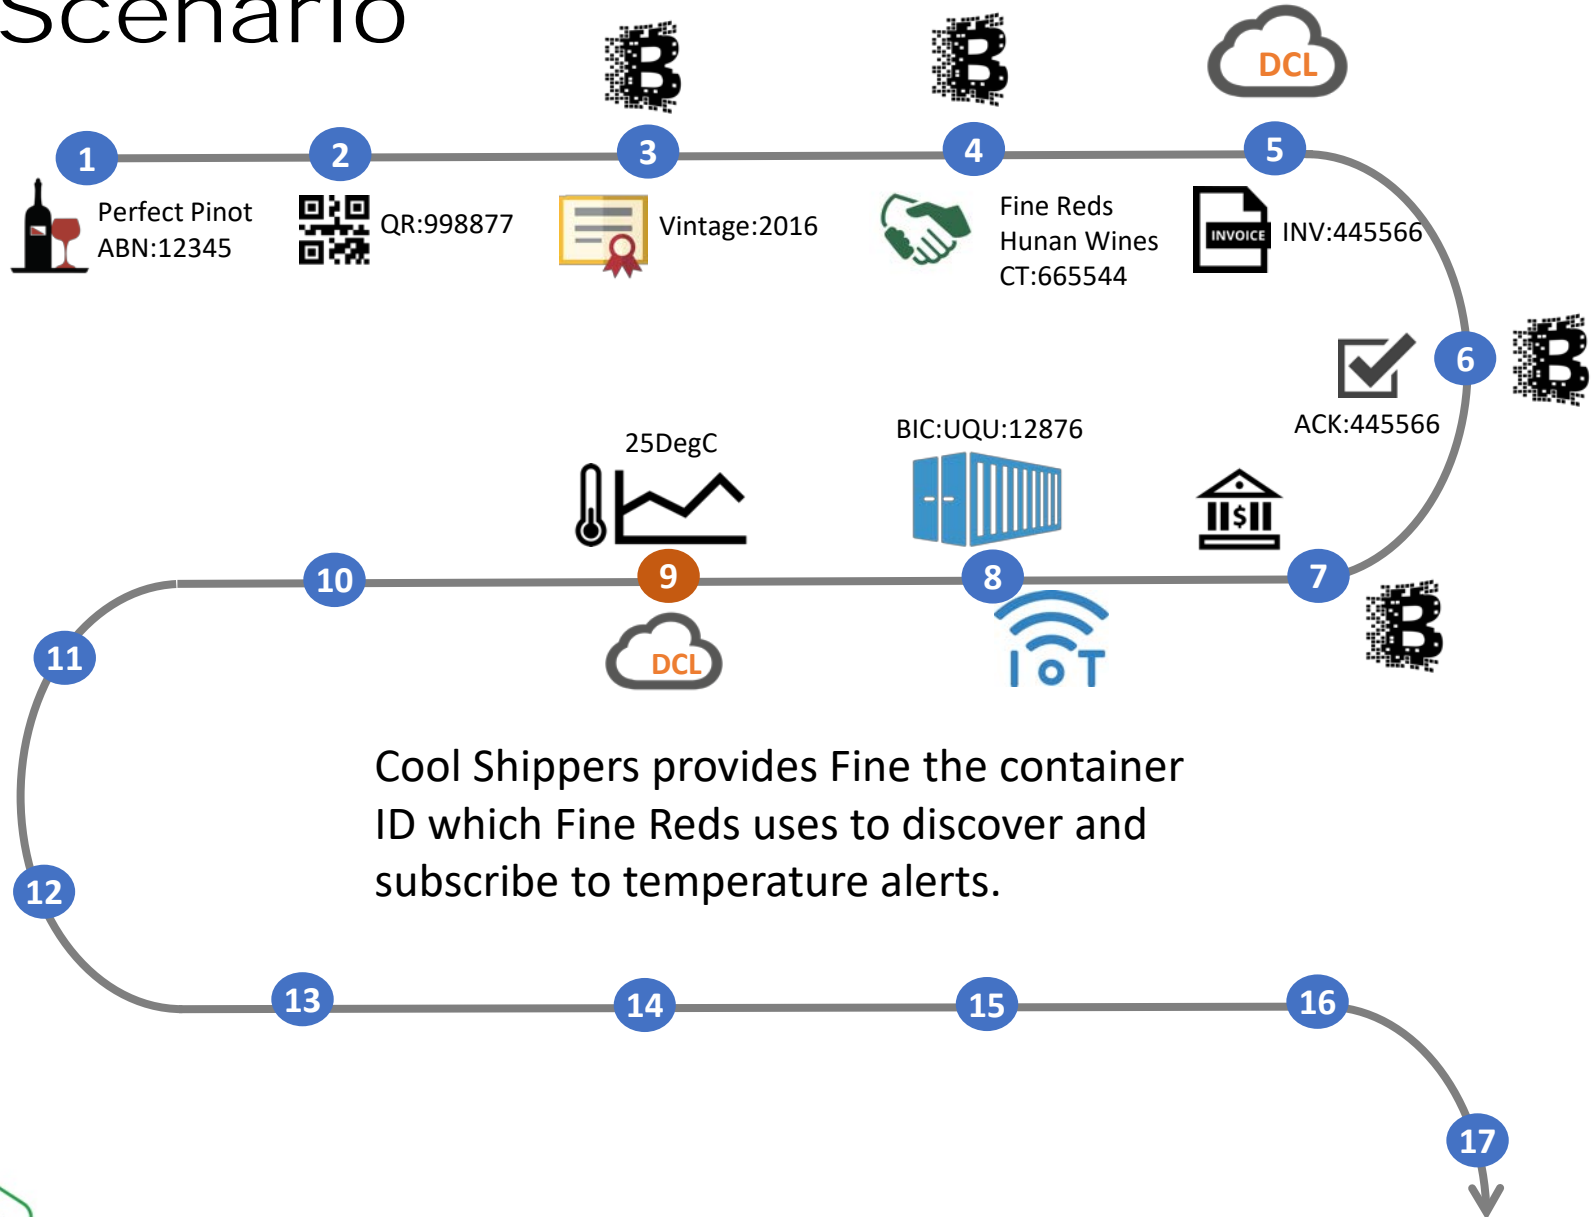 Scenario
DCL
1
2
3
4
5
Perfect Pinot
ABN:12345
QR:998877
Vintage:2016
Fine Reds
Hunan Wines
CT:665544
INVOICE
INV:445566
6
ACK:445566
25DegC
BIC:UQU:12876
$
10
9
8
7
DCL
IoT
11
Cool Shippers provides Fine the container
ID which Fine Reds uses to discover and
subscribe to temperature alerts.
12
13
14
15
16
17